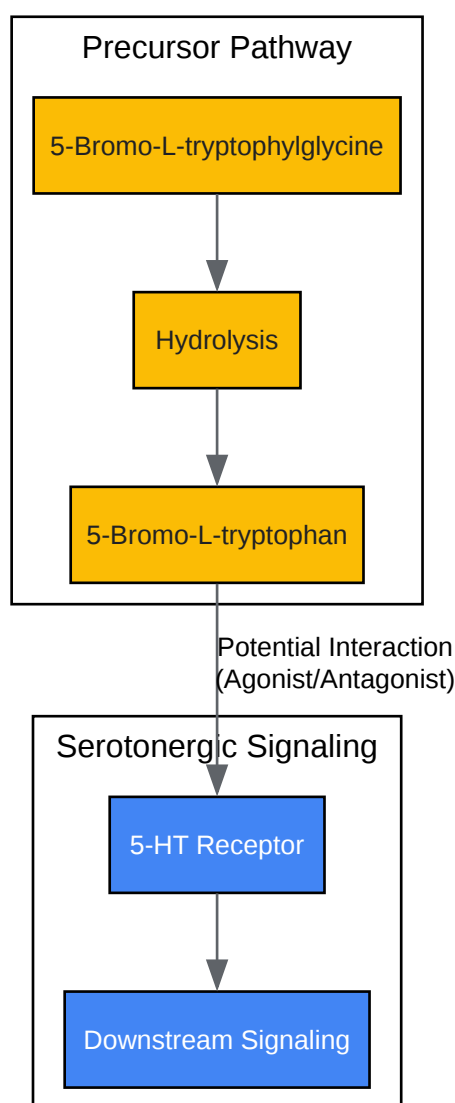 Precursor Pathway
5-Bromo-L-tryptophylglycine
Hydrolysis
5-Bromo-L-tryptophan
Potential Interaction
(Agonist/Antagonist)
Serotonergic Signaling
5-HT Receptor
Downstream Signaling